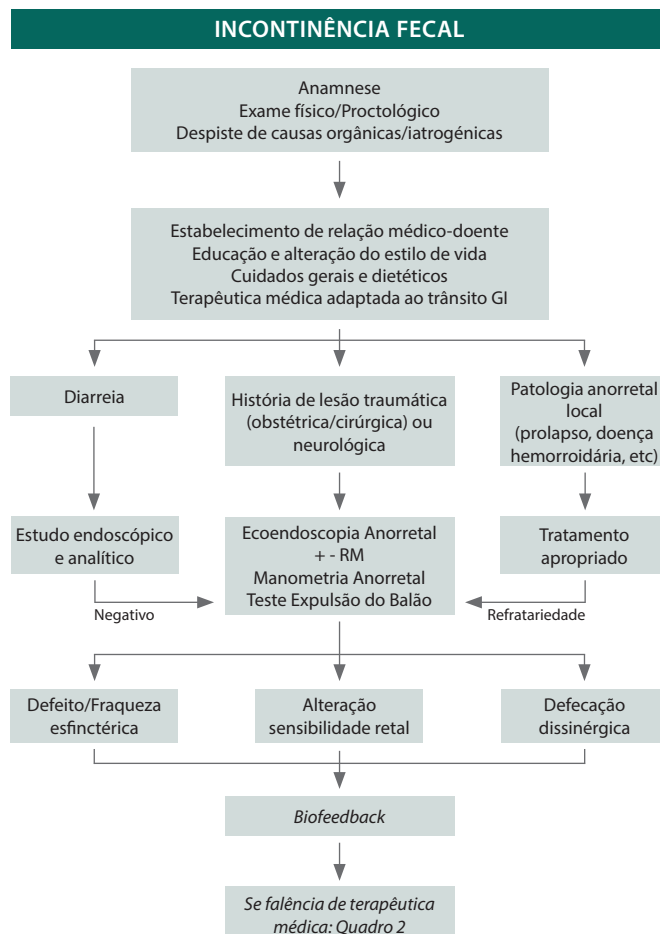 INCONTINÊNCIA FECAL
Anamnese
Exame físico/Proctológico
Despiste de causas orgânicas/iatrogénicas
Estabelecimento de relação médico-doente
Educação e alteração do estilo de vida
Cuidados gerais e dietéticos
Terapêutica médica adaptada ao trânsito GI
Diarreia
História de lesão traumática
(obstétrica/cirúrgica) ou
neurológica
Patologia anorretal
local
(prolapso, doença
hemorroidária, etc)
Estudo endoscópico
e analítico
Ecoendoscopia Anorretal
+ - RM
Manometria Anorretal
Teste Expulsão do Balão
Tratamento
apropriado
Negativo
Refratariedade
Defeito/Fraqueza
esfinctérica
Alteração
sensibilidade retal
Defecação
dissinérgica
Biofeedback
Se falência de terapêutica
médica: Quadro 2